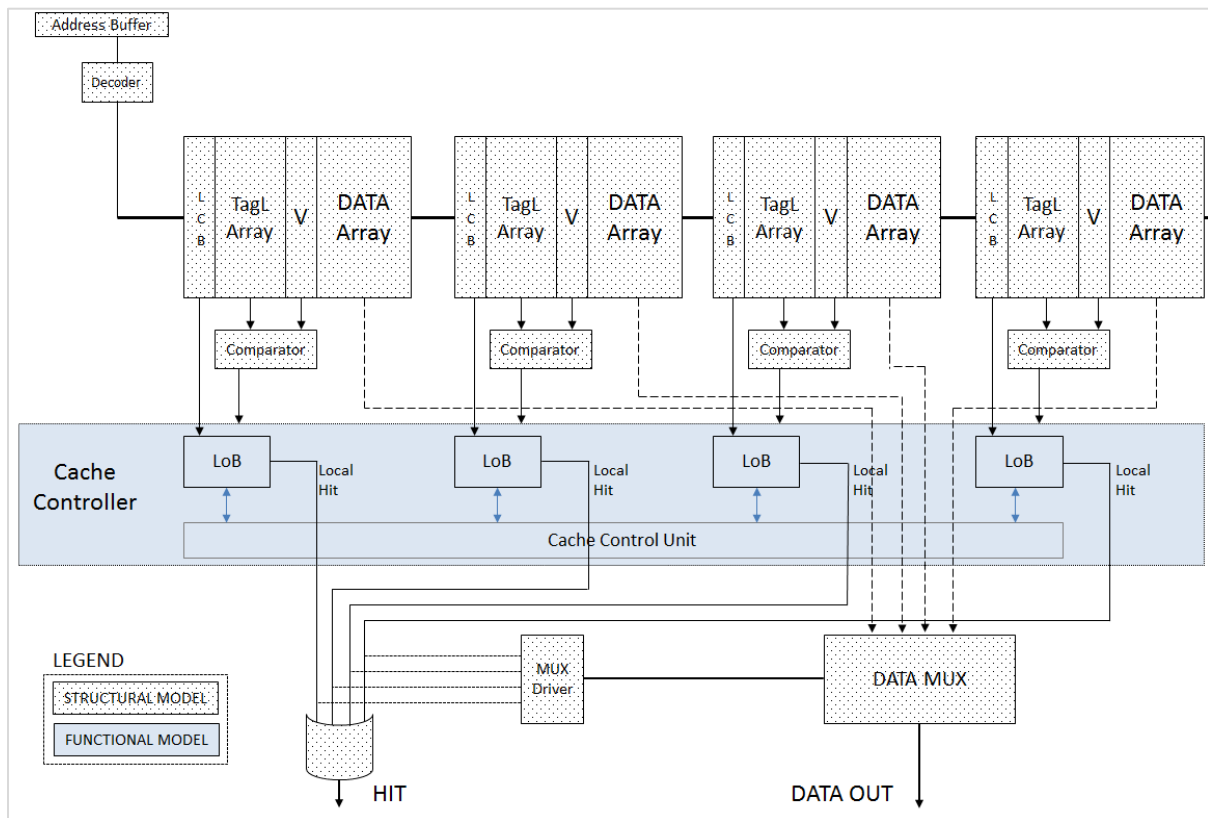 Address Buffer
Decoder
L
C
B
TagL
Array
V
DATA
Array
L
C
B
TagL
Array
V
DATA
Array
L
C
B
TagL
Array
V
DATA
Array
L
C
B
TagL
Array
V
DATA
Array
Comparator
Comparator
Comparator
Comparator
Cache
Controller
LoB
Local
Hit
LoB
Local
Hit
LoB
Local
Hit
LoB
Local
Hit
Cache Control Unit
LEGEND
STRUCTURAL MODEL
FUNCTIONAL MODEL
MUX
Driver
DATA MUX
HIT
DATA OUT